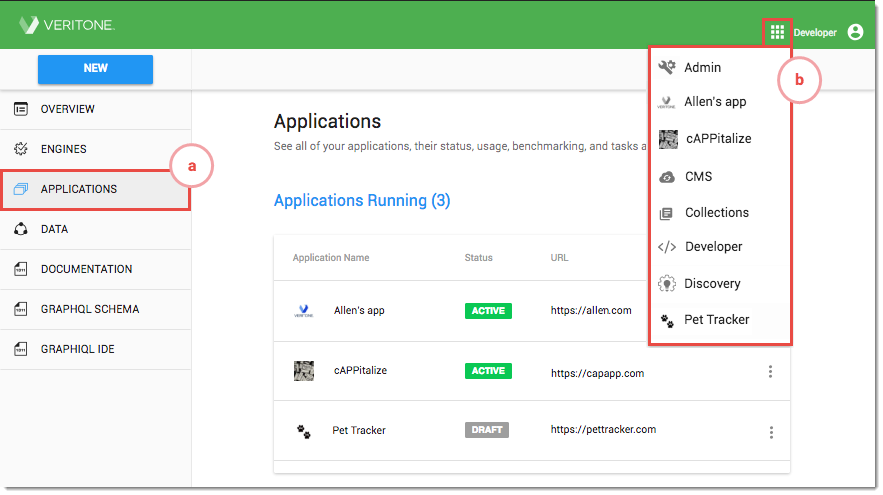 VERITONE
Developer
NEW
OVERVIEW
ENGINES
APPLICATIONS
DATA
DOCUMENTATION
GRAPHQL SCHEMA
GRAPHIQL IDE
a
Applications
See all of your applications, their status, usage, benchmarking, and tasks a
Applications Running (3)
Application Name Status URL
VERITONE Allen's app ACTIVE https://allen.com
cAPPitalize ACTIVE https://capapp.com
Pet Tracker DRAFT https://pettracker.com
Admin
VERITONE Allen's app
cAPPitalize
CMS
Collections
</> Developer
Discovery
Pet Tracker
b